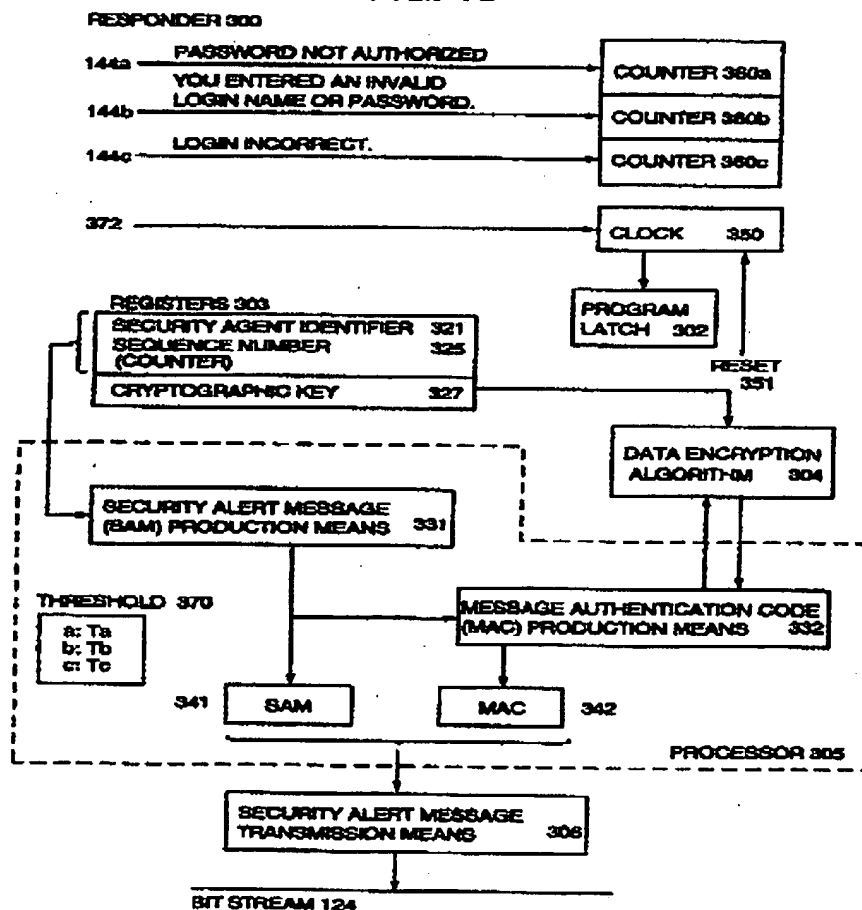 RESPONDER 300
144a PASSWORD NOT AUTHORIZED
COUNTER 360a
YOU ENTERED AN INVALID
144b LOGIN NAME OR PASSWORD.
COUNTER 360b
144c LOGIN INCORRECT.
COUNTER 360c
372
CLOCK 350
PROGRAM
LATCH 302
RESET
351
REGISTERS 303
SECURITY AGENT IDENTIFIER 321
SEQUENCE NUMBER 325
(COUNTER)
CRYPTOGRAPHIC KEY 327
DATA ENCRYPTION
ALGORITHM 304
SECURITY ALERT MESSAGE
(SAM) PRODUCTION MEANS 331
THRESHOLD 370
a: Ta
b: Tb
c: Tc
MESSAGE AUTHENTICATION CODE
(MAC) PRODUCTION MEANS 332
341 SAM
MAC 342
PROCESSOR 305
SECURITY ALERT MESSAGE
TRANSMISSION MEANS 306
BIT STREAM 124